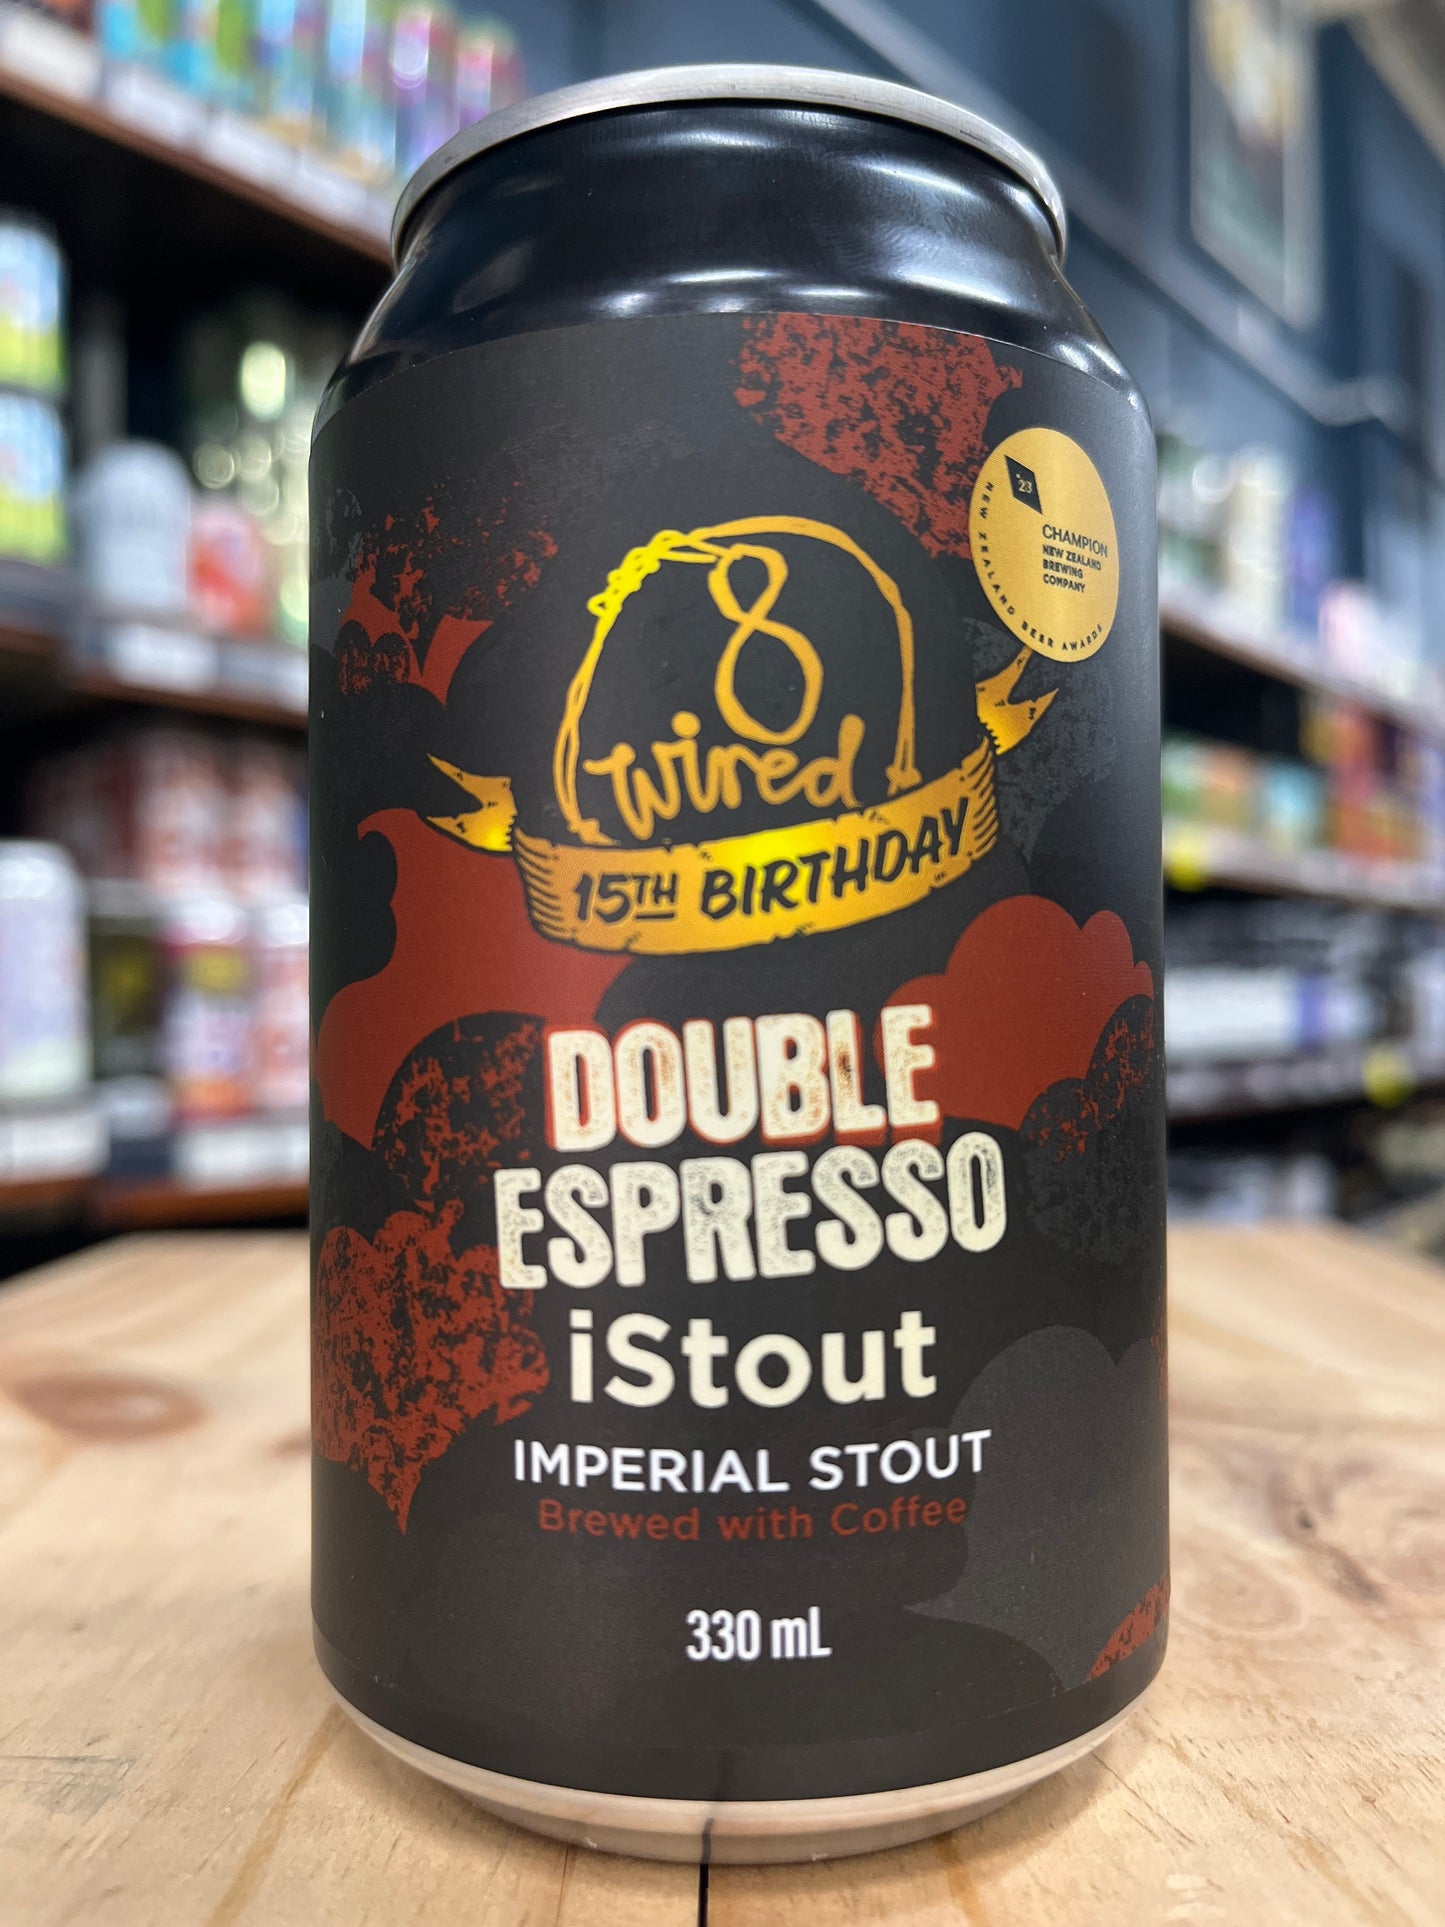 8
wired
15TH BIRTHDAY
'23
CHAMPION
NEW ZEALAND
BREWING
COMPANY
NEW ZEALAND BEER AWARDS
DOUBLE
ESPRESSO
iStout
IMPERIAL STOUT
Brewed with Coffee
330 mL